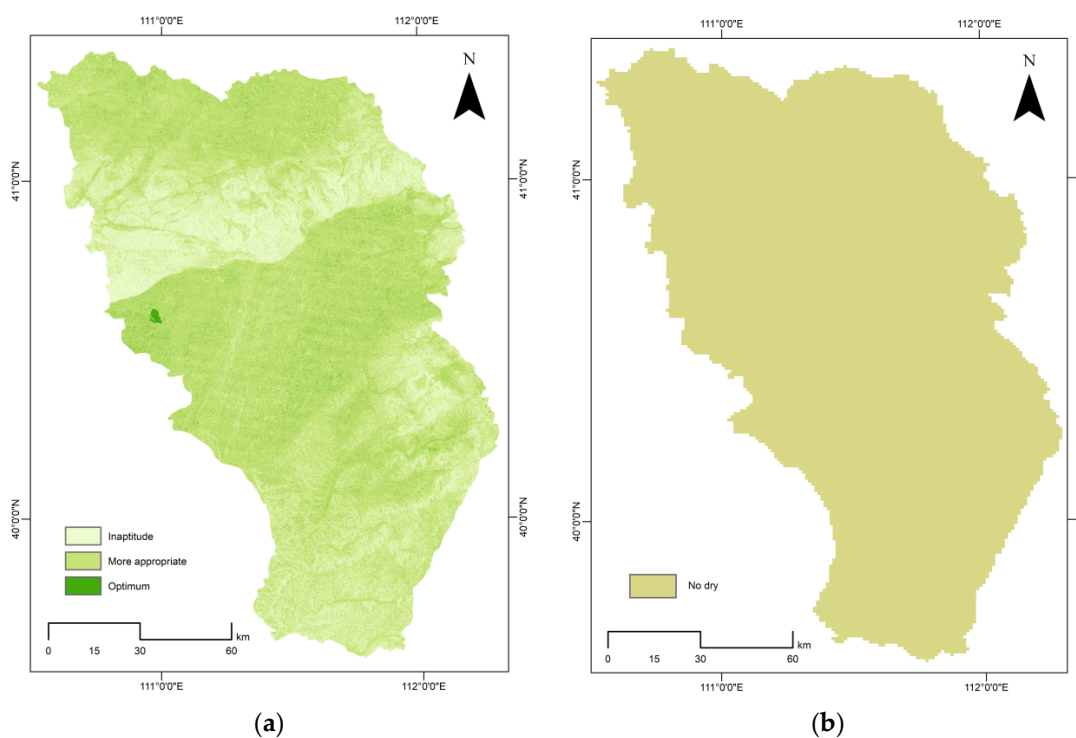 111°0'0"E 112°0'0"E
N
41°0'0"N 41°0'0"N
40°0'0"N 40°0'0"N
Inaptitude
More appropriate
Optimum
km
0 15 30 60
111°0'0"E 112°0'0"E
(a)
111°0'0"E 112°0'0"E
N
41°0'0"N 41°0'0"N
40°0'0"N 40°0'0"N
No dry
km
0 15 30 60
111°0'0"E 112°0'0"E
(b)